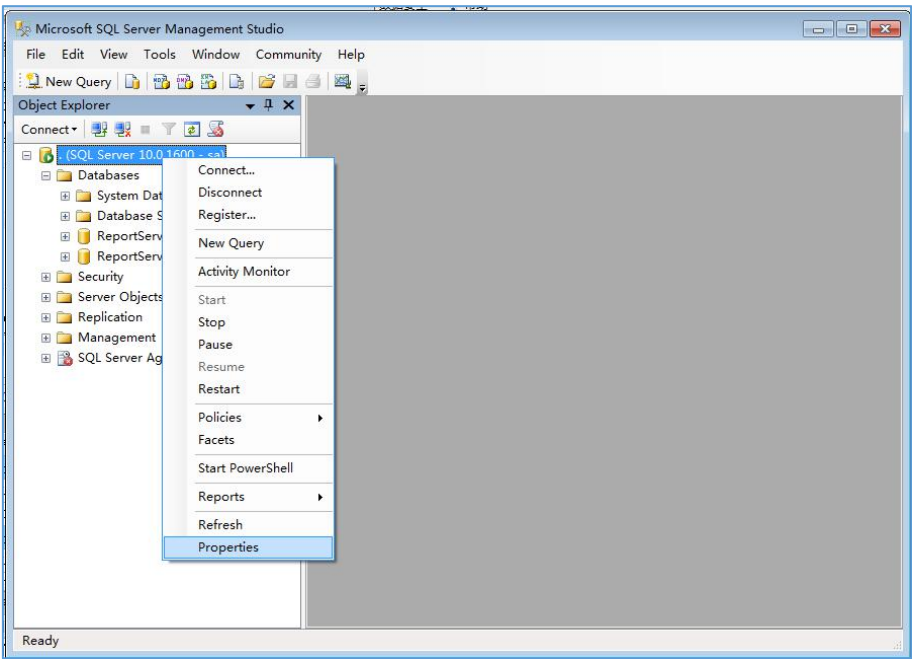 Microsoft SQL Server Management Studio
File Edit View Tools Window Community Help
New Query
Object Explorer
Connect
. (SQL Server 10.0.1600 - sa)
Databases
System Dat
Database S
ReportServ
ReportServ
Security
Server Objects
Replication
Management
SQL Server Ag
Connect...
Disconnect
Register...
New Query
Activity Monitor
Start
Stop
Pause
Resume
Restart
Policies
Facets
Start PowerShell
Reports
Refresh
Properties
Ready